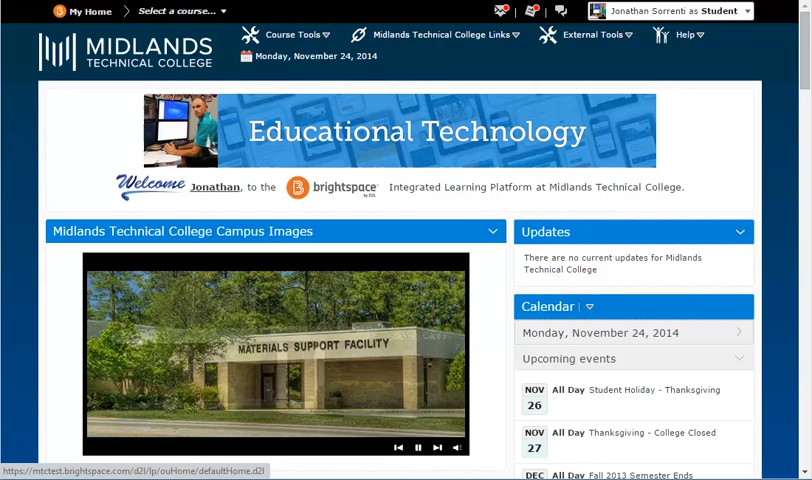 My Home
Select a course...
Jonathan Sorrenti as Student
MIDLANDS
TECHNICAL COLLEGE
Course Tools
Midlands Technical College Links
External Tools
Help
Monday, November 24, 2014
Educational Technology
Welcome Jonathan, to the brightspace by D2L Integrated Learning Platform at Midlands Technical College.
Midlands Technical College Campus Images
MATERIALS SUPPORT FACILITY
Updates
There are no current updates for Midlands
Technical College
Calendar
Monday, November 24, 2014
Upcoming events
NOV
26
All Day Student Holiday - Thanksgiving
NOV
27
All Day Thanksgiving - College Closed
DEC
All Day Fall 2013 Semester Ends
https://mtctest.brightspace.com/d2l/lp/ouHome/defaultHome.d2l